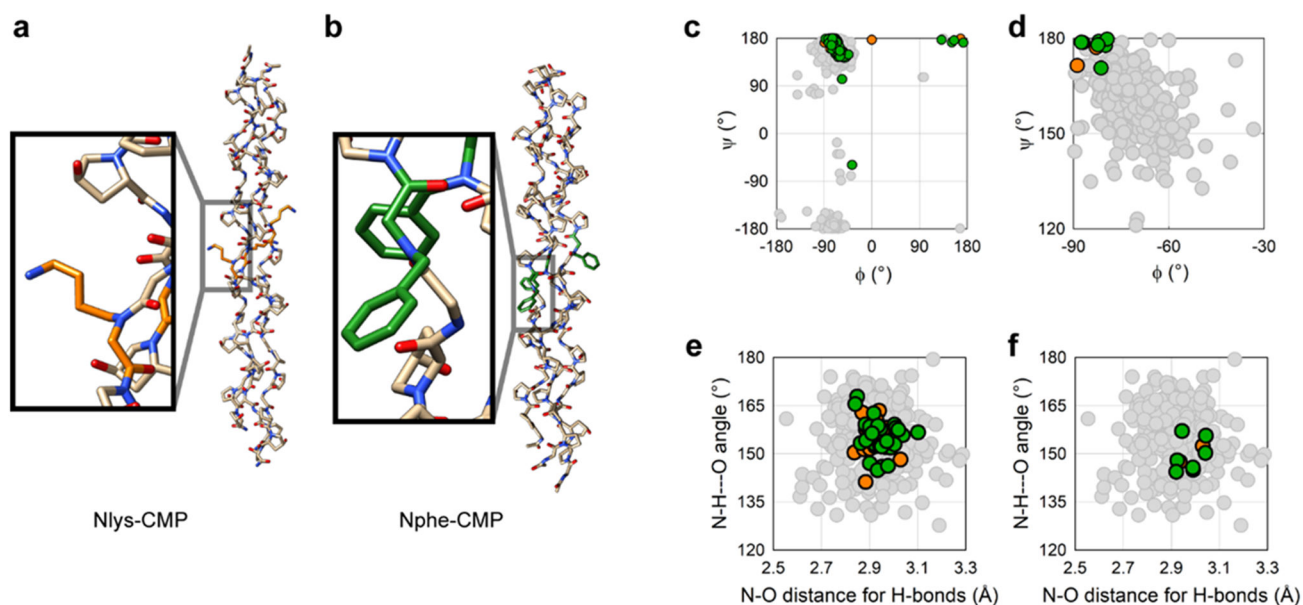 a
b
c
d
Nlys-CMP
Nphe-CMP
ψ (°)
180
90
0
-90
-180
-180
-90
0
90
180
ϕ (°)
ψ (°)
180
150
120
-90
-60
-30
ϕ (°)
e
f
N-H---O angle (°)
180
165
150
135
120
2.5
2.7
2.9
3.1
3.3
N-O distance for H-bonds (Å)
N-H---O angle (°)
180
165
150
135
120
2.5
2.7
2.9
3.1
3.3
N-O distance for H-bonds (Å)